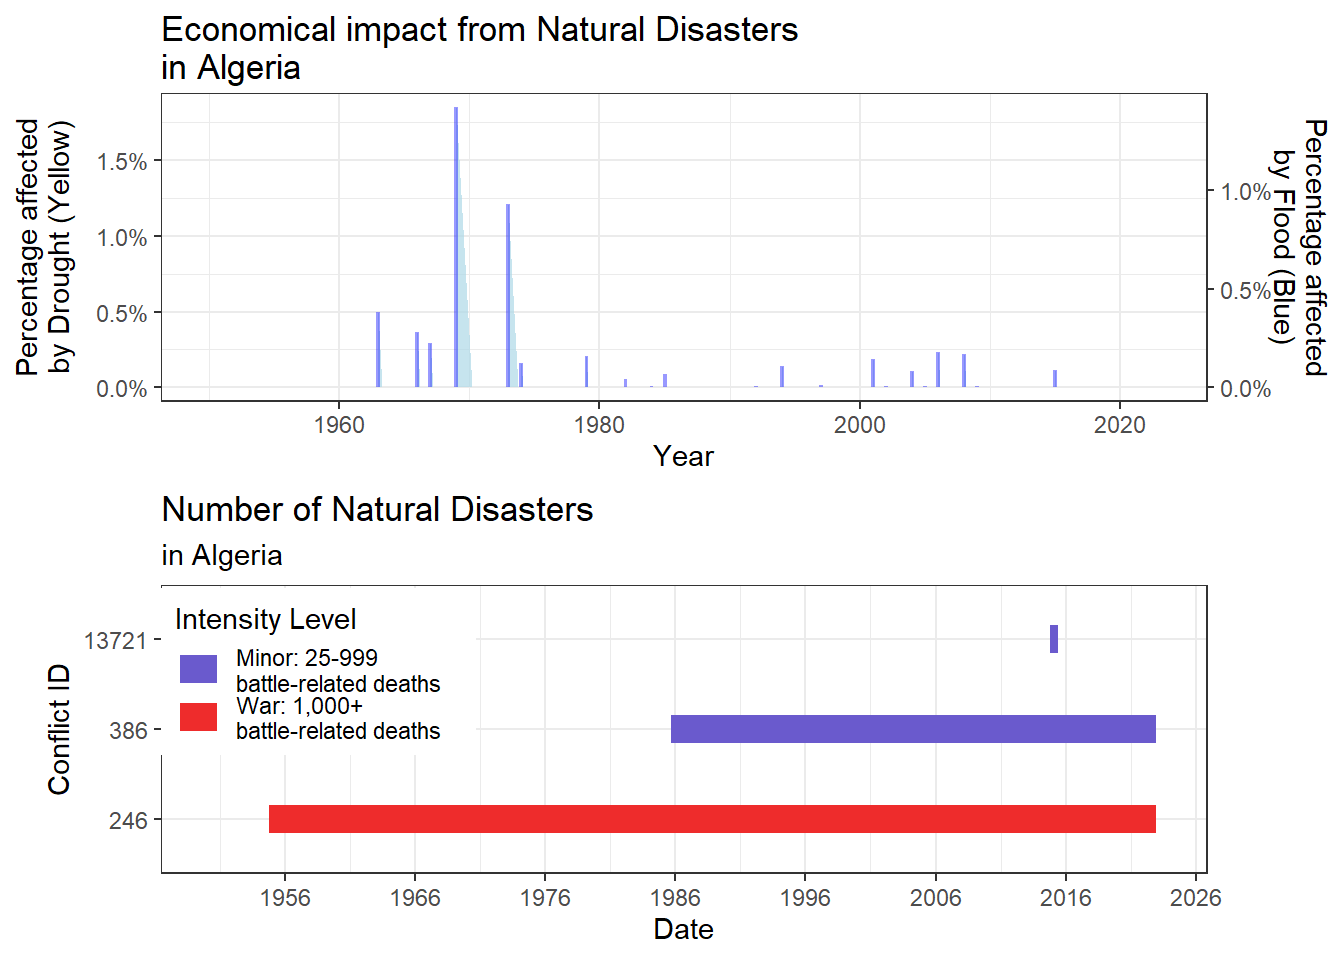 Economical impact from Natural Disasters
in Algeria
Percentage affected
by Drought (Yellow)
1.5%
1.0%
0.5%
0.0%
1.0%
0.5%
0.0%
Percentage affected
by Flood (Blue)
1960
1980
2000
2020
Year
Number of Natural Disasters
in Algeria
Conflict ID
13721
386
246
Intensity Level
Minor: 25-999
battle-related deaths
War: 1,000+
battle-related deaths
1956
1966
1976
1986
1996
2006
2016
2026
Date